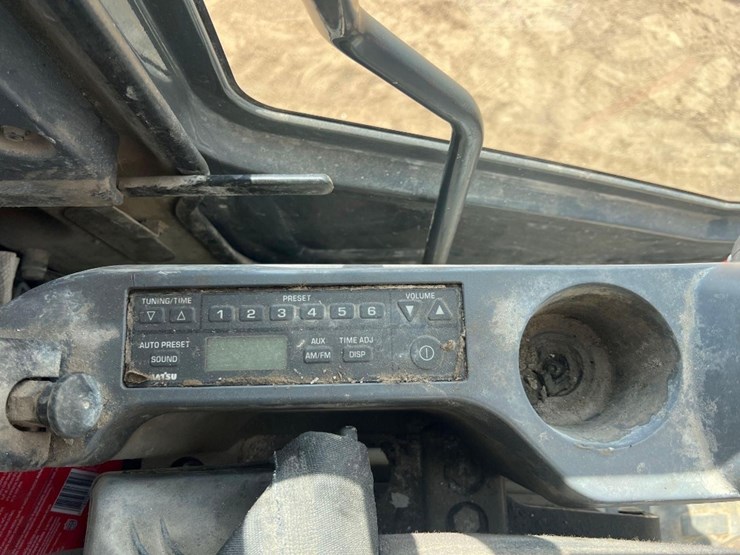 TUNING/TIME PRESET VOLUME
1 2 3 4 5 6
AUTO PRESET AUX TIME ADJ
SOUND AM/FM DISP